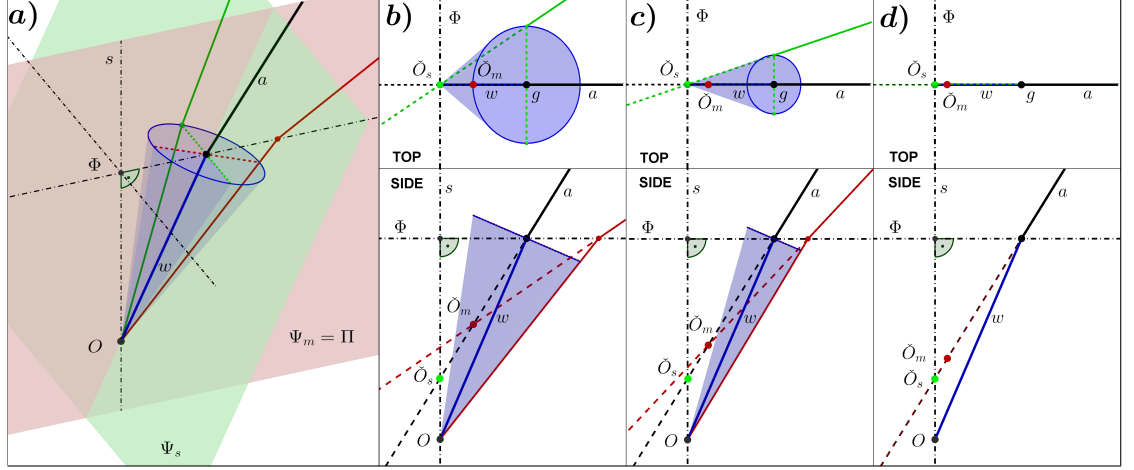 a)
s
a
Φ
w
O
Ψₘ = Π
Ψₛ
b)
Φ
Ǒₛ
Ǒₘ
w
g
a
TOP
SIDE
s
a
Φ
Ǒₘ
w
Ǒₛ
O
c)
Φ
Ǒₛ
Ǒₘ
w
g
a
TOP
SIDE
s
a
Φ
Ǒₘ
w
Ǒₛ
O
d)
Ǒₛ
Ǒₘ
w
g
a
TOP
SIDE
s
a
Φ
w
Ǒₘ
Ǒₛ
O